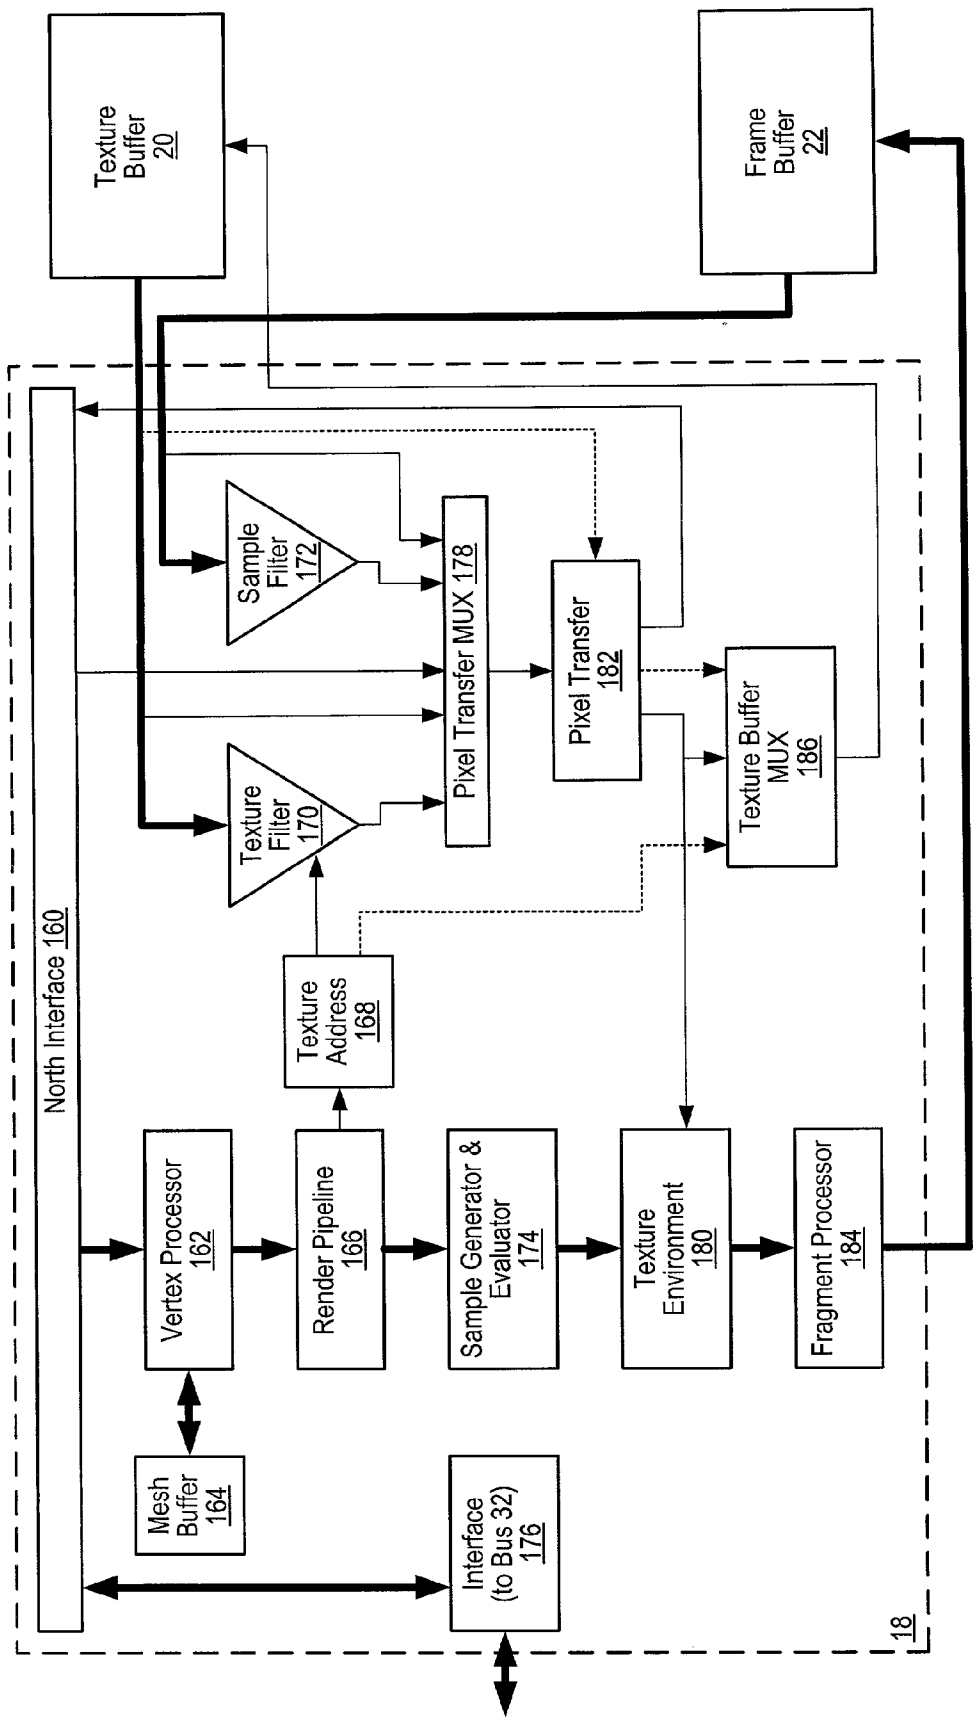 North Interface 160
Mesh
Buffer
164
Vertex Processor
162
Render Pipeline
166
Texture
Address
168
Texture
Filter
170
Sample
Filter
172
Texture
Buffer
20
Interface
(to Bus 32)
176
Sample Generator &
Evaluator
174
Pixel Transfer MUX 178
Texture
Environment
180
Pixel Transfer
182
Fragment Processor
184
Texture Buffer
MUX
186
Frame
Buffer
22
18